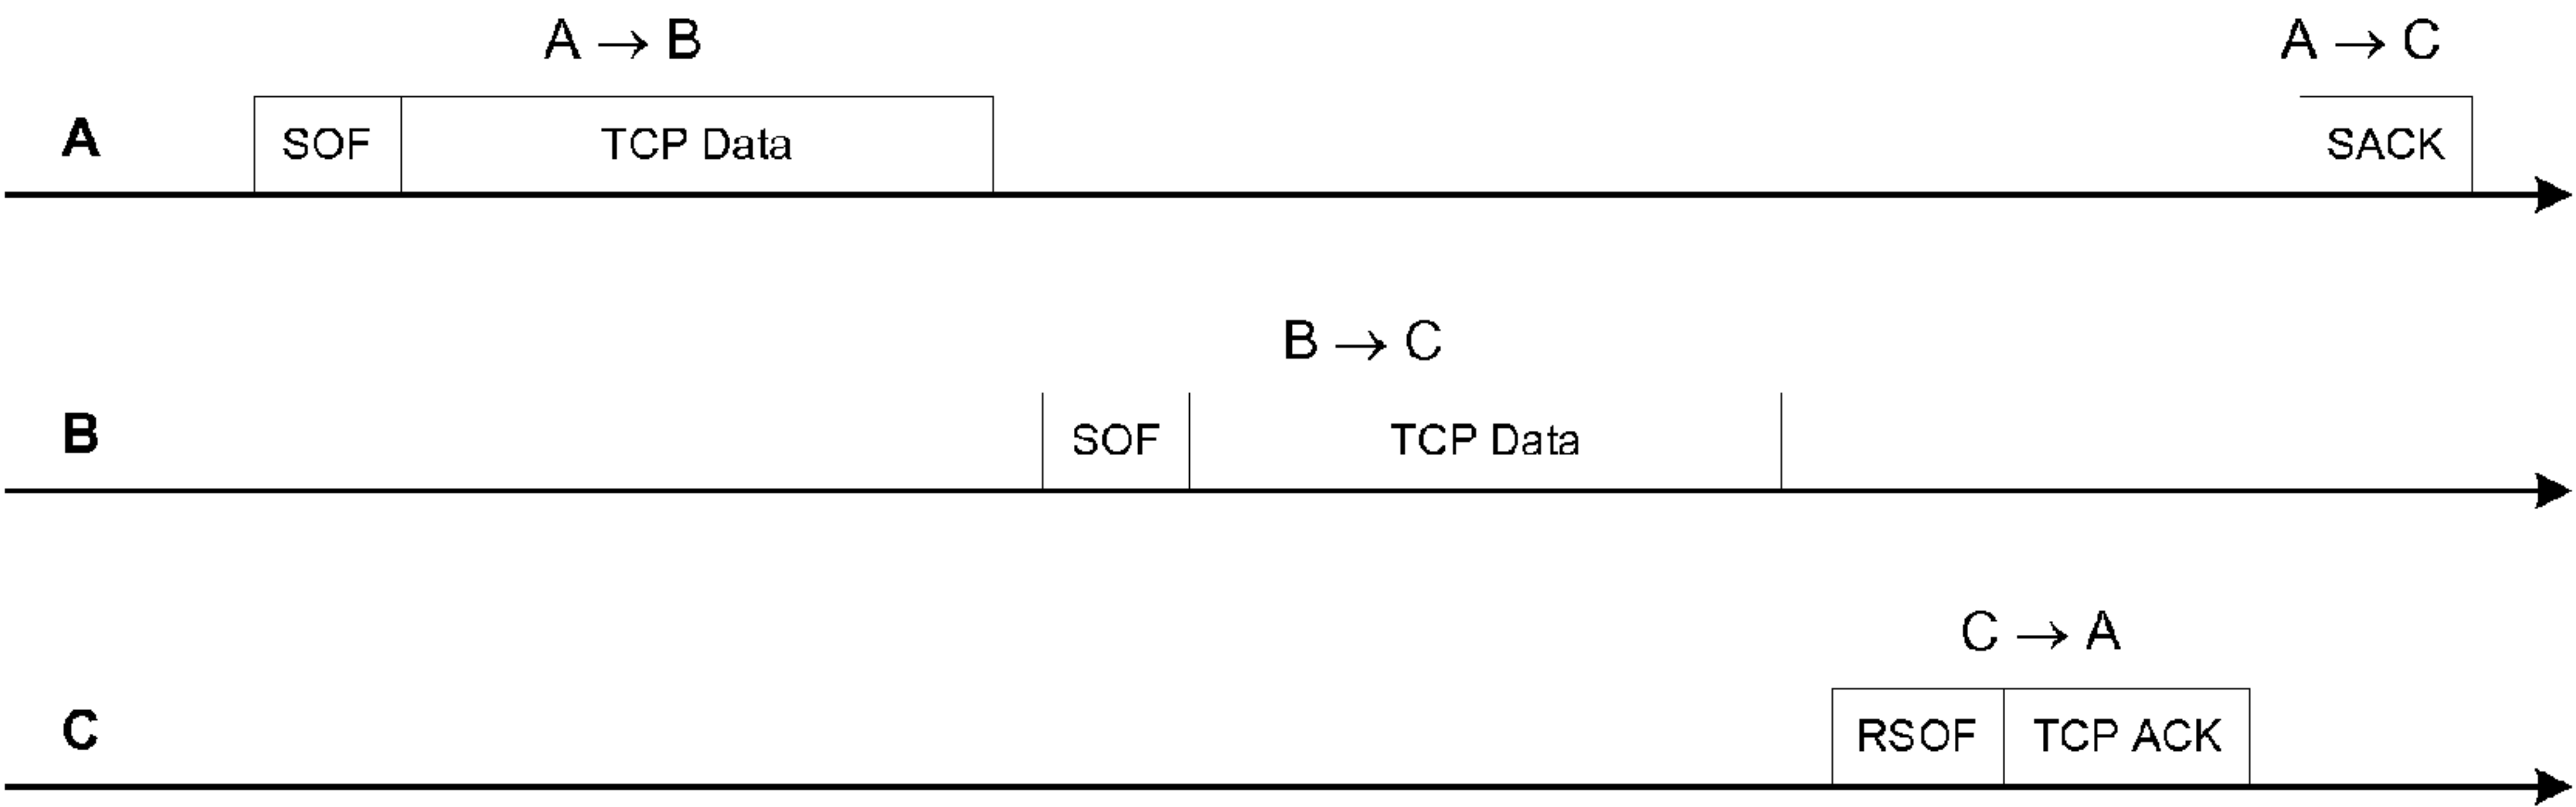 A → B
A → C
A
SOF
TCP Data
SACK
B → C
B
SOF
TCP Data
C → A
C
RSOF
TCP ACK